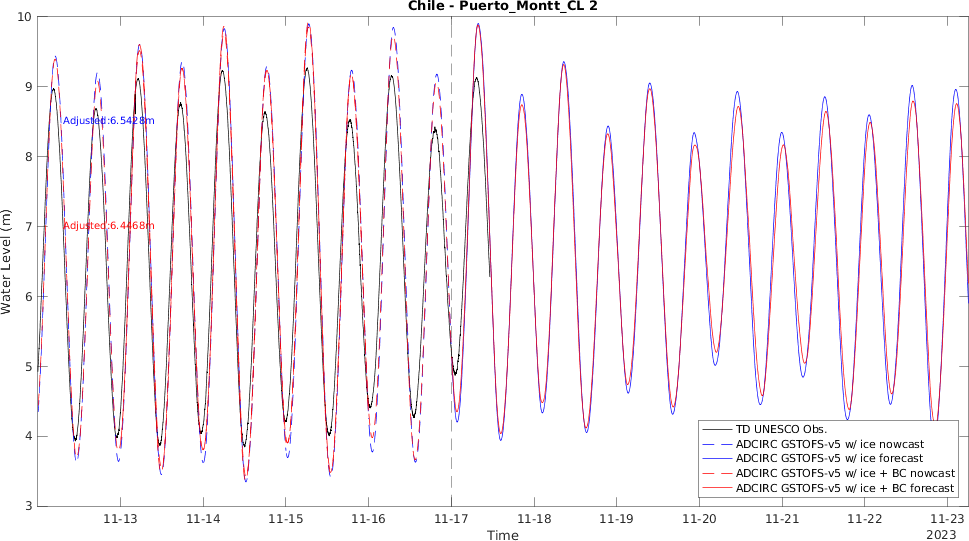 Chile - Puerto_Montt_CL 2
10
9
8
7
6
5
4
3
Water Level (m)
Adjusted:6.5428m
Adjusted:6.4468m
TD UNESCO Obs.
ADCIRC GSTOFS-v5 w/ ice nowcast
ADCIRC GSTOFS-v5 w/ ice forecast
ADCIRC GSTOFS-v5 w/ ice + BC nowcast
ADCIRC GSTOFS-v5 w/ ice + BC forecast
11-13 11-14 11-15 11-16 11-17 11-18 11-19 11-20 11-21 11-22 11-23
Time
2023